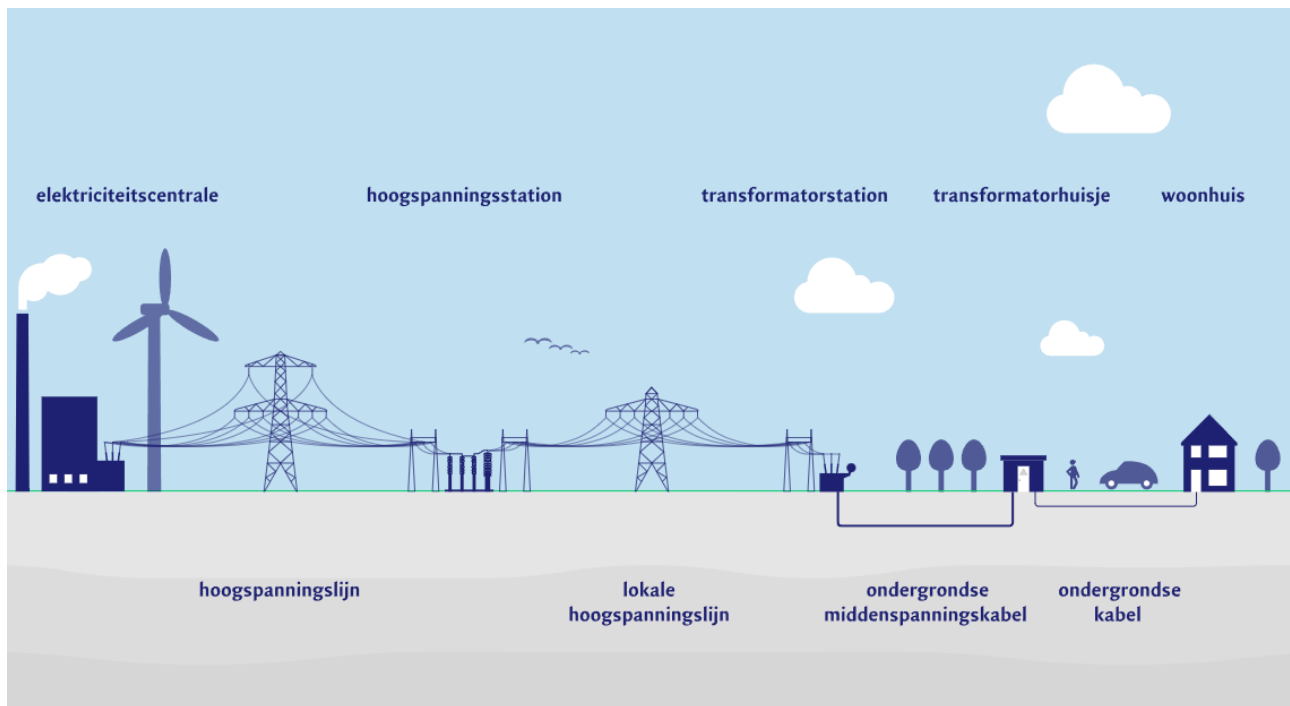 elektriciteitscentrale
hoogspanningsstation
transformatorstation
transformatorhuisje
woonhuis
hoogspanningslijn
lokale
hoogspanningslijn
ondergrondse
middenspanningskabel
ondergrondse
kabel